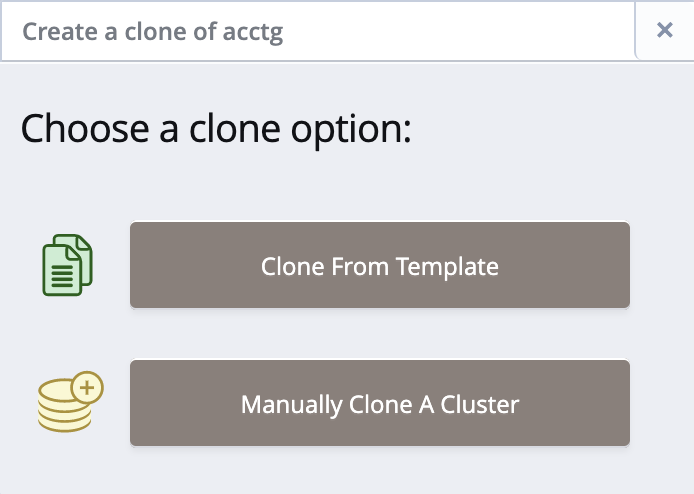 Create a clone of acctg
Choose a clone option:
Clone From Template
Manually Clone A Cluster